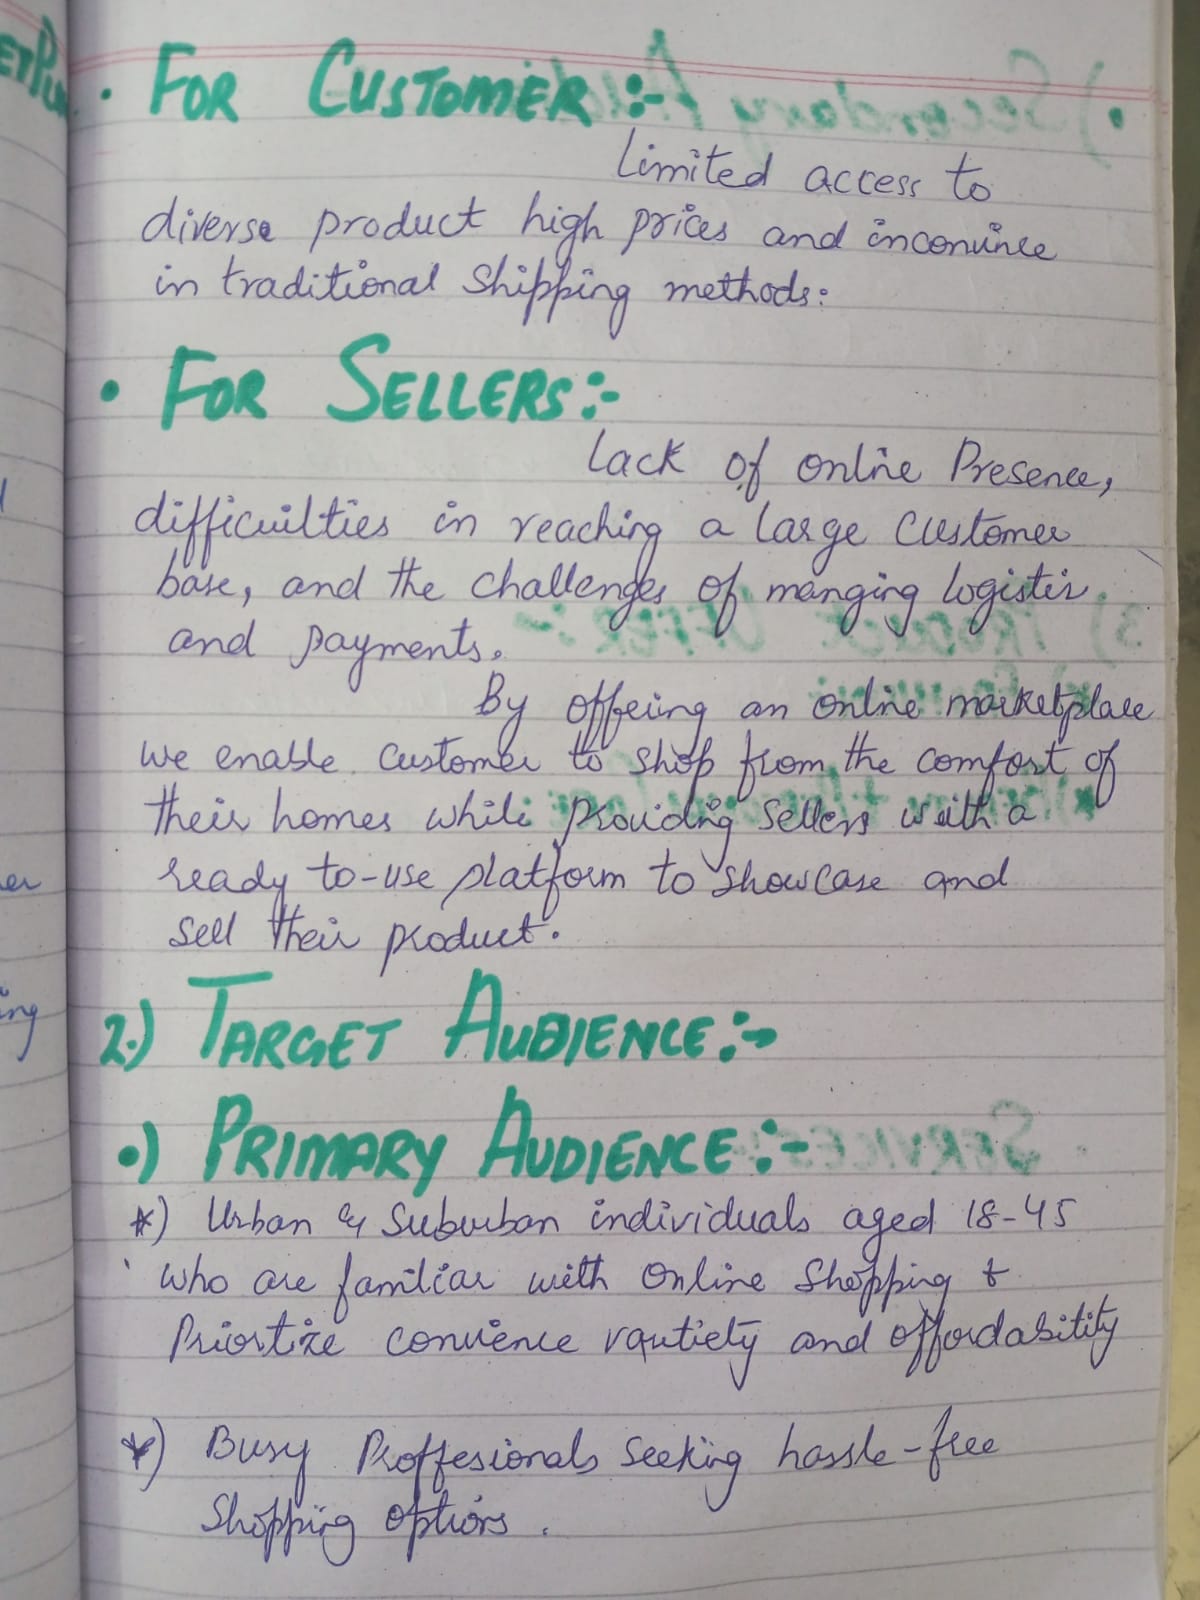 • FOR CUSTOMER :-
Limited access to
diverse product high prices and inconvince
in traditional shipping methods:
• FOR SELLERS:-
Lack of online Presence,
difficuilties in reaching a large Customer
base, and the challenges of manging logistis
and payments.
By offeiing an online marketplace
we enable customer to shop from the comfort of
their homes while providing sellers with a
ready to-use platform to showcase and
sell their product.
2.) TARGET AUDIENCE:-
•) PRIMARY AUDIENCE:-
*) Urban & Suburban individuals aged 18-45
who are familiar with online shopping &
Priortize convience vautiety and affordabitity
*) Busy Proffesionals seeking hassle-free
shopping options.